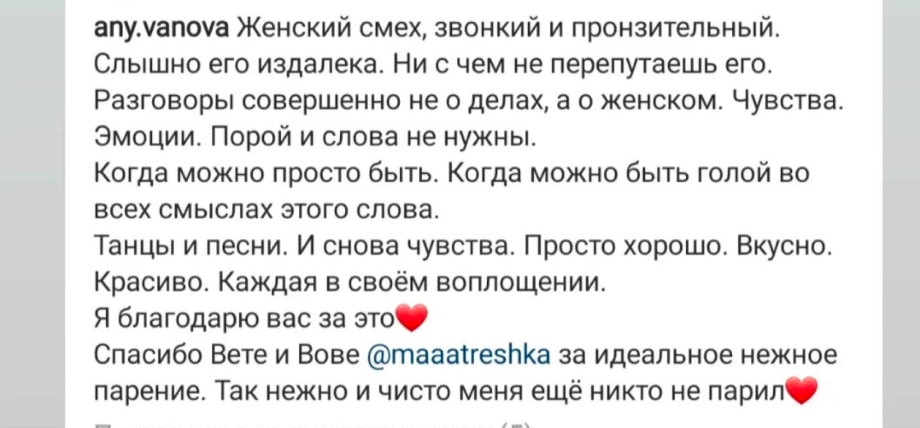 any.vanova Женский смех, звонкий и пронзительный.
Слышно его издалека. Ни с чем не перепутаешь его.
Разговоры совершенно не о делах, а о женском. Чувства.
Эмоции. Порой и слова не нужны.
Когда можно просто быть. Когда можно быть голой во
всех смыслах этого слова.
Танцы и песни. И снова чувства. Просто хорошо. Вкусно.
Красиво. Каждая в своём воплощении.
Я благодарю вас за это❤️
Спасибо Вете и Вове @maaatreshka за идеальное нежное
парение. Так нежно и чисто меня ещё никто не парил❤️